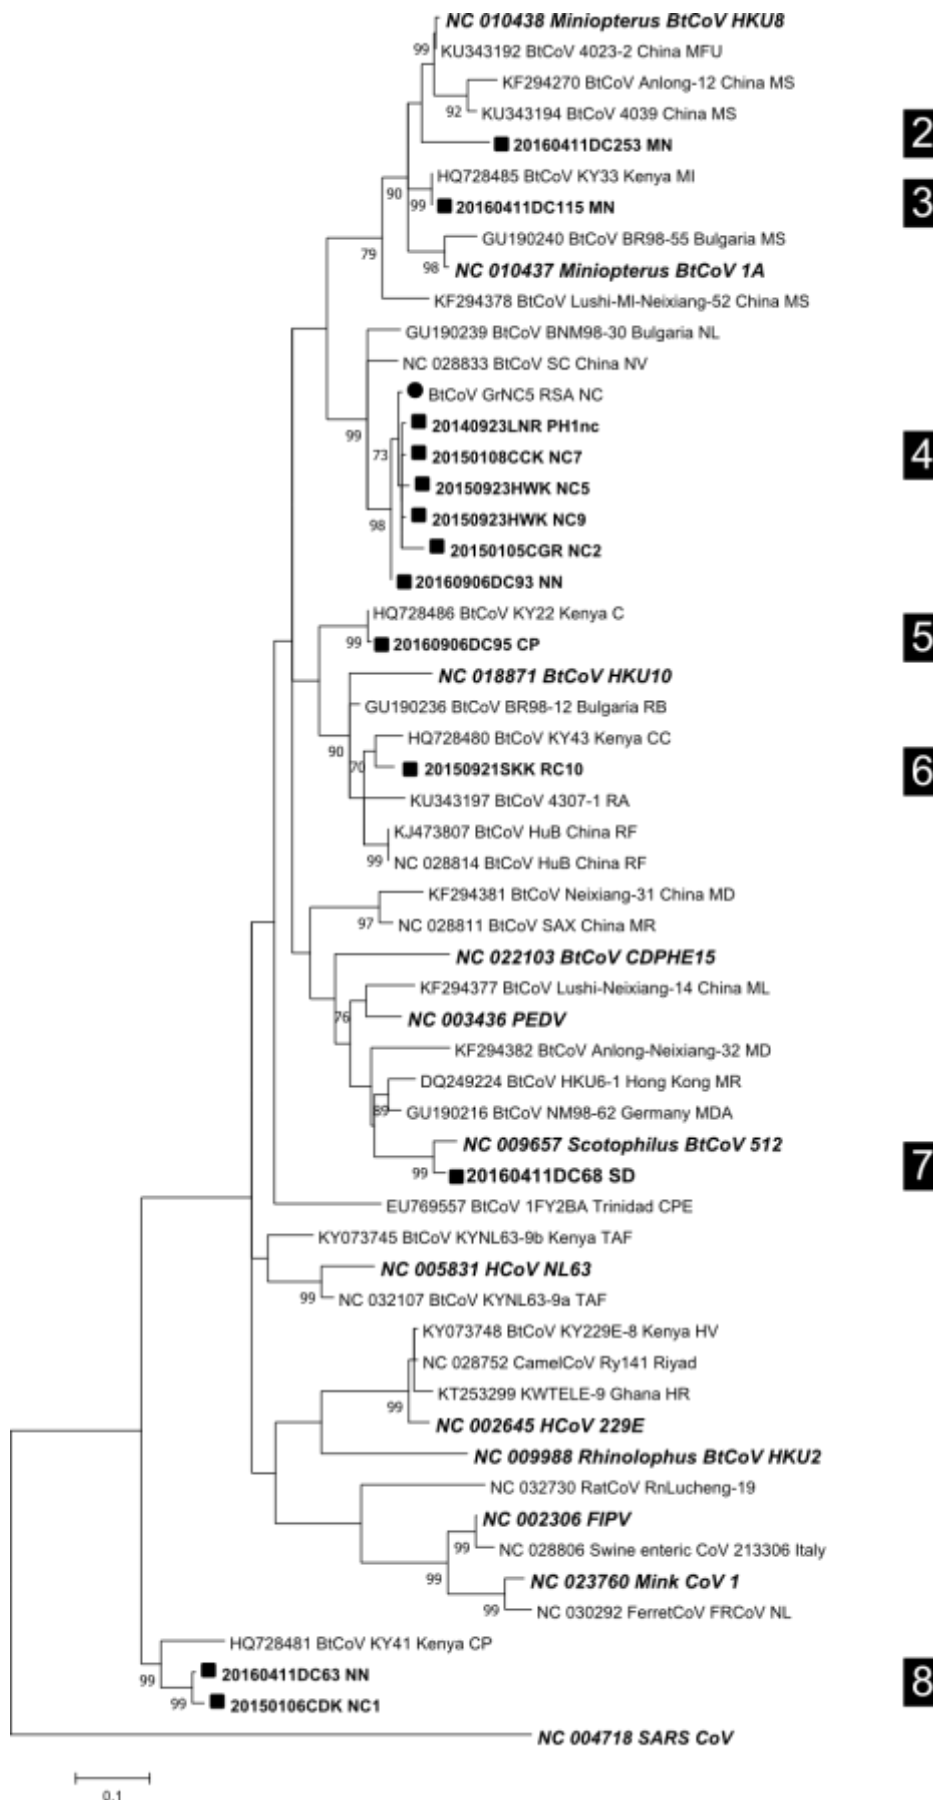 NC 010438 Miniopterus BtCoV HKU8
99
KU343192 BtCoV 4023-2 China MFU
KF294270 BtCoV Anlong-12 China MS
92
KU343194 BtCoV 4039 China MS
2
20160411DC253 MN
HQ728485 BtCoV KY33 Kenya MI
90
3
99
20160411DC115 MN
GU190240 BtCoV BR98-55 Bulgaria MS
79
98
NC 010437 Miniopterus BtCoV 1A
KF294378 BtCoV Lushi-MI-Neixiang-52 China MS
GU190239 BtCoV BNM98-30 Bulgaria NL
NC 028833 BtCoV SC China NV
BtCoV GrNC5 RSA NC
20140923LNR PH1nc
99
73
20150108CCK NC7
4
20150923HWK NC5
20150923HWK NC9
98
20150105CGR NC2
20160906DC93 NN
HQ728486 BtCoV KY22 Kenya C
5
99
20160906DC95 CP
NC 018871 BtCoV HKU10
GU190236 BtCoV BR98-12 Bulgaria RB
HQ728480 BtCoV KY43 Kenya CC
90
70
20150921SKK RC10
6
KU343197 BtCoV 4307-1 RA
KJ473807 BtCoV HuB China RF
99
NC 028814 BtCoV HuB China RF
KF294381 BtCoV Neixiang-31 China MD
97
NC 028811 BtCoV SAX China MR
NC 022103 BtCoV CDPHE15
KF294377 BtCoV Lushi-Neixiang-14 China ML
76
NC 003436 PEDV
KF294382 BtCoV Anlong-Neixiang-32 MD
DQ249224 BtCoV HKU6-1 Hong Kong MR
89
GU190216 BtCoV NM98-62 Germany MDA
NC 009657 Scotophilus BtCoV 512
7
99
20160411DC68 SD
EU769557 BtCoV 1FY2BA Trinidad CPE
KY073745 BtCoV KYNL63-9b Kenya TAF
NC 005831 HCoV NL63
99
NC 032107 BtCoV KYNL63-9a TAF
KY073748 BtCoV KY229E-8 Kenya HV
NC 028752 CamelCoV Ry141 Riyad
KT253299 KWTELE-9 Ghana HR
99
NC 002645 HCoV 229E
NC 009988 Rhinolophus BtCoV HKU2
NC 032730 RatCoV RnLucheng-19
NC 002306 FIPV
99
NC 028806 Swine enteric CoV 213306 Italy
99
NC 023760 Mink CoV 1
99
NC 030292 FerretCoV FRCoV NL
HQ728481 BtCoV KY41 Kenya CP
99
20160411DC63 NN
8
99
20150106CDK NC1
NC 004718 SARS CoV
0.1